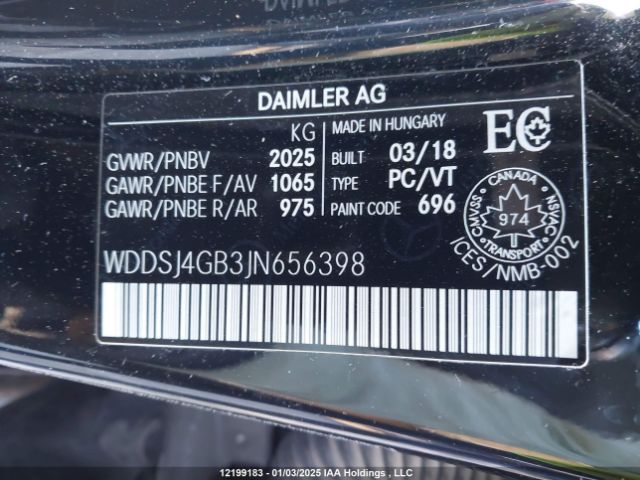 DAIMLER AG
KG MADE IN HUNGARY EC
GVWR/PNBV 2025 BUILT 03/18
GAWR/PNBE F/AV 1065 TYPE PC/VT
GAWR/PNBE R/AR 975 PAINT CODE 696
CANADA
CMVSS 974 NSVAC
TRANSPORT
ICES/NMB-002
WDDSJ4GB3JN656398
12199183 - 01/03/2025 IAA Holdings , LLC